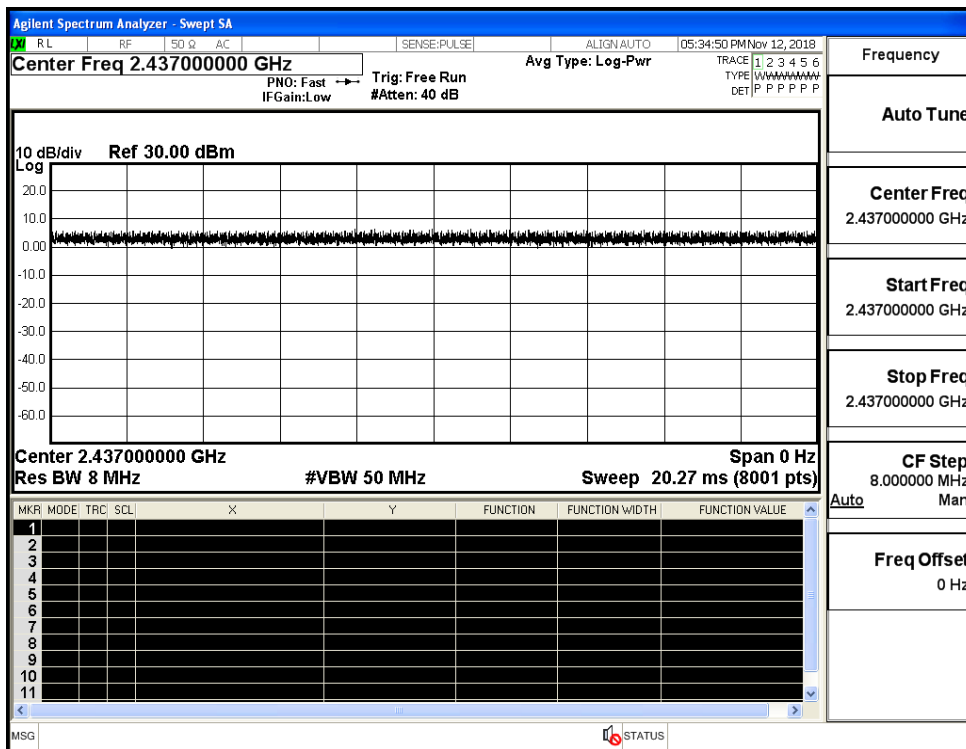 Agilent Spectrum Analyzer - Swept SA
LXI RL RF 50 Ω AC SENSE:PULSE ALIGN AUTO 05:34:50 PM Nov 12, 2018
Center Freq 2.437000000 GHz
PNO: Fast
IFGain:Low
Trig: Free Run
#Atten: 40 dB
Avg Type: Log-Pwr
TRACE 1 2 3 4 5 6
TYPE WWWWWW
DET P P P P P P
10 dB/div Ref 30.00 dBm
Log
20.0
10.0
0.00
-10.0
-20.0
-30.0
-40.0
-50.0
-60.0
Center 2.437000000 GHz Span 0 Hz
Res BW 8 MHz #VBW 50 MHz Sweep 20.27 ms (8001 pts)
MKR MODE TRC SCL X Y FUNCTION FUNCTION WIDTH FUNCTION VALUE
1
2
3
4
5
6
7
8
9
10
11
MSG STATUS
Frequency
Auto Tune
Center Freq
2.437000000 GHz
Start Freq
2.437000000 GHz
Stop Freq
2.437000000 GHz
CF Step
8.000000 MHz
Auto Man
Freq Offset
0 Hz